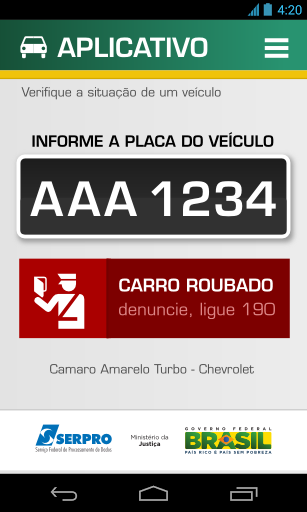 4:20
APLICATIVO
Verifique a situação de um veículo
INFORME A PLACA DO VEÍCULO
AAA 1234
CARRO ROUBADO
denuncie, ligue 190
Camaro Amarelo Turbo - Chevrolet
SERPRO
Serviço Federal de Processamento de Dados
Ministério da
Justiça
GOVERNO FEDERAL
BRASIL
PAÍS RICO É PAÍS SEM POBREZA